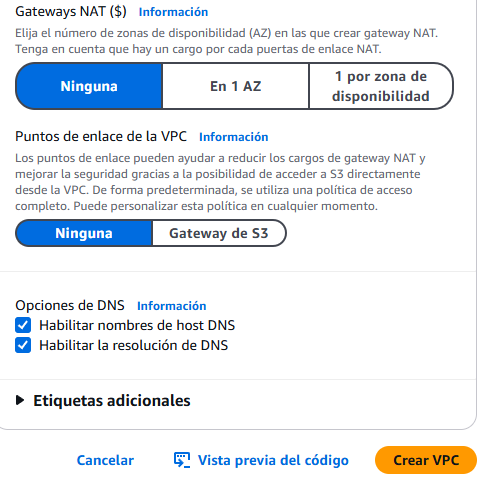 Gateways NAT ($) Información
Elija el número de zonas de disponibilidad (AZ) en las que crear gateway NAT.
Tenga en cuenta que hay un cargo por cada puertas de enlace NAT.
Ninguna
En 1 AZ
1 por zona de
disponibilidad
Puntos de enlace de la VPC Información
Los puntos de enlace pueden ayudar a reducir los cargos de gateway NAT y
mejorar la seguridad gracias a la posibilidad de acceder a S3 directamente
desde la VPC. De forma predeterminada, se utiliza una política de acceso
completo. Puede personalizar esta política en cualquier momento.
Ninguna
Gateway de S3
Opciones de DNS Información
Habilitar nombres de host DNS
Habilitar la resolución de DNS
Etiquetas adicionales
Cancelar
Vista previa del código
Crear VPC